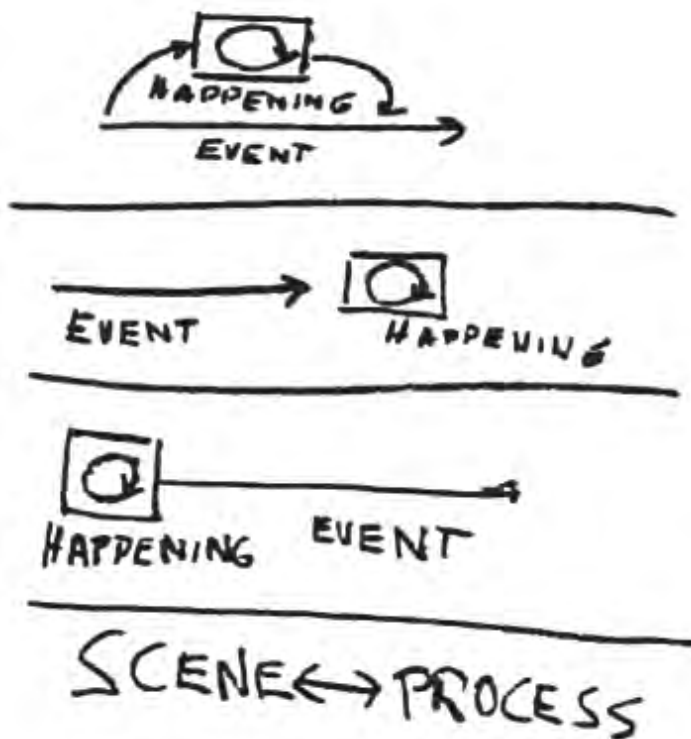 HAPPENING
EVENT
EVENT HAPPENING
HAPPENING EVENT
SCENE ↔ PROCESS